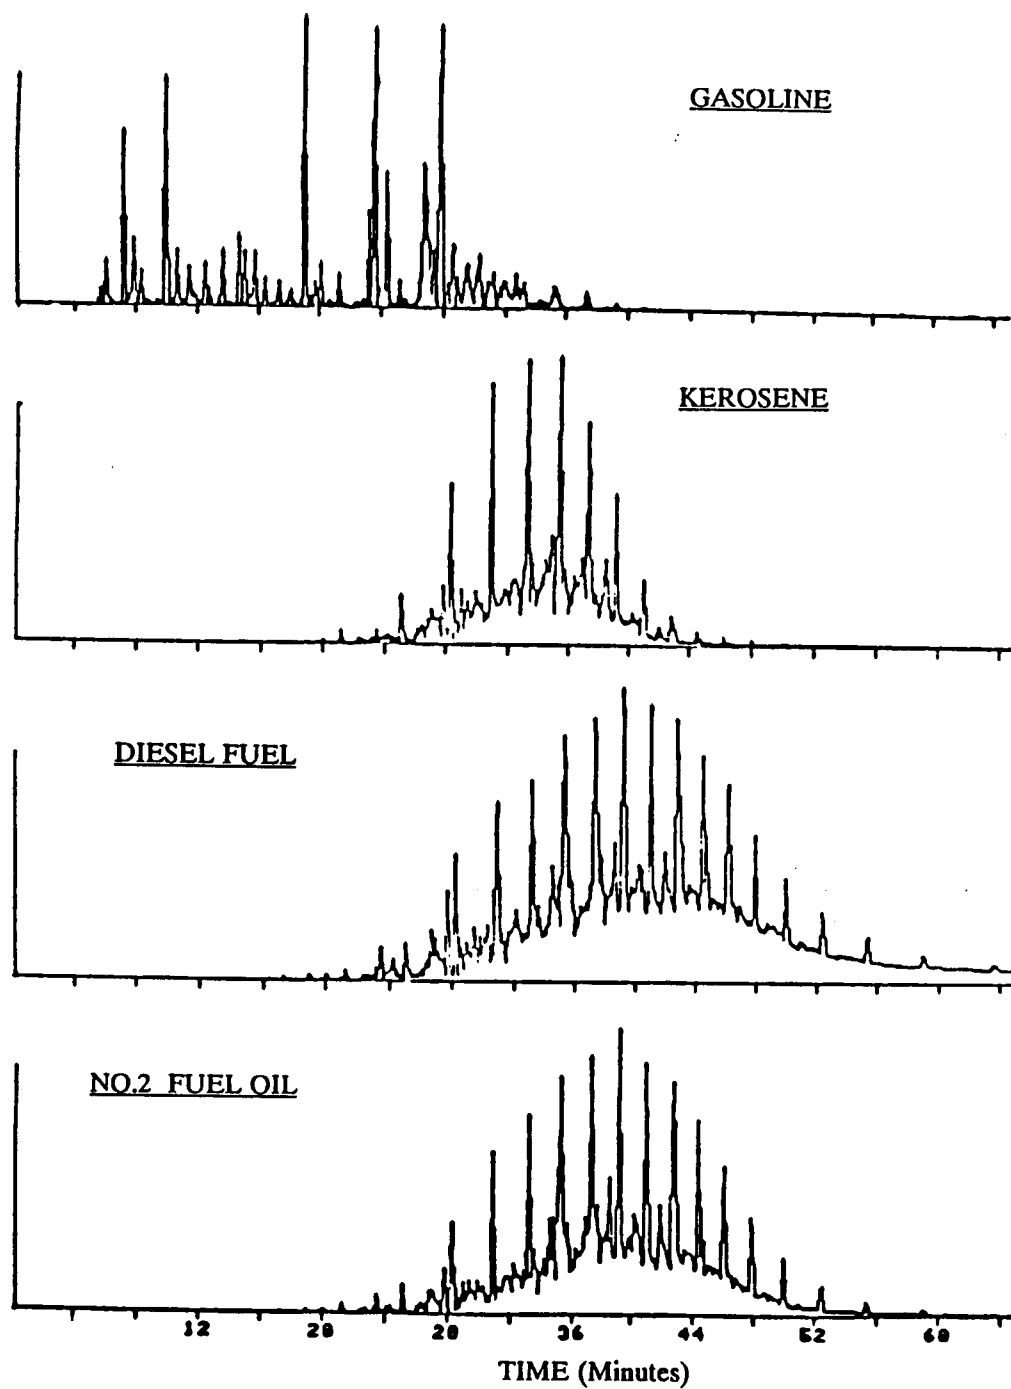 GASOLINE
KEROSENE
DIESEL FUEL
NO.2 FUEL OIL
12 20 28 36 44 52 60
TIME (Minutes)